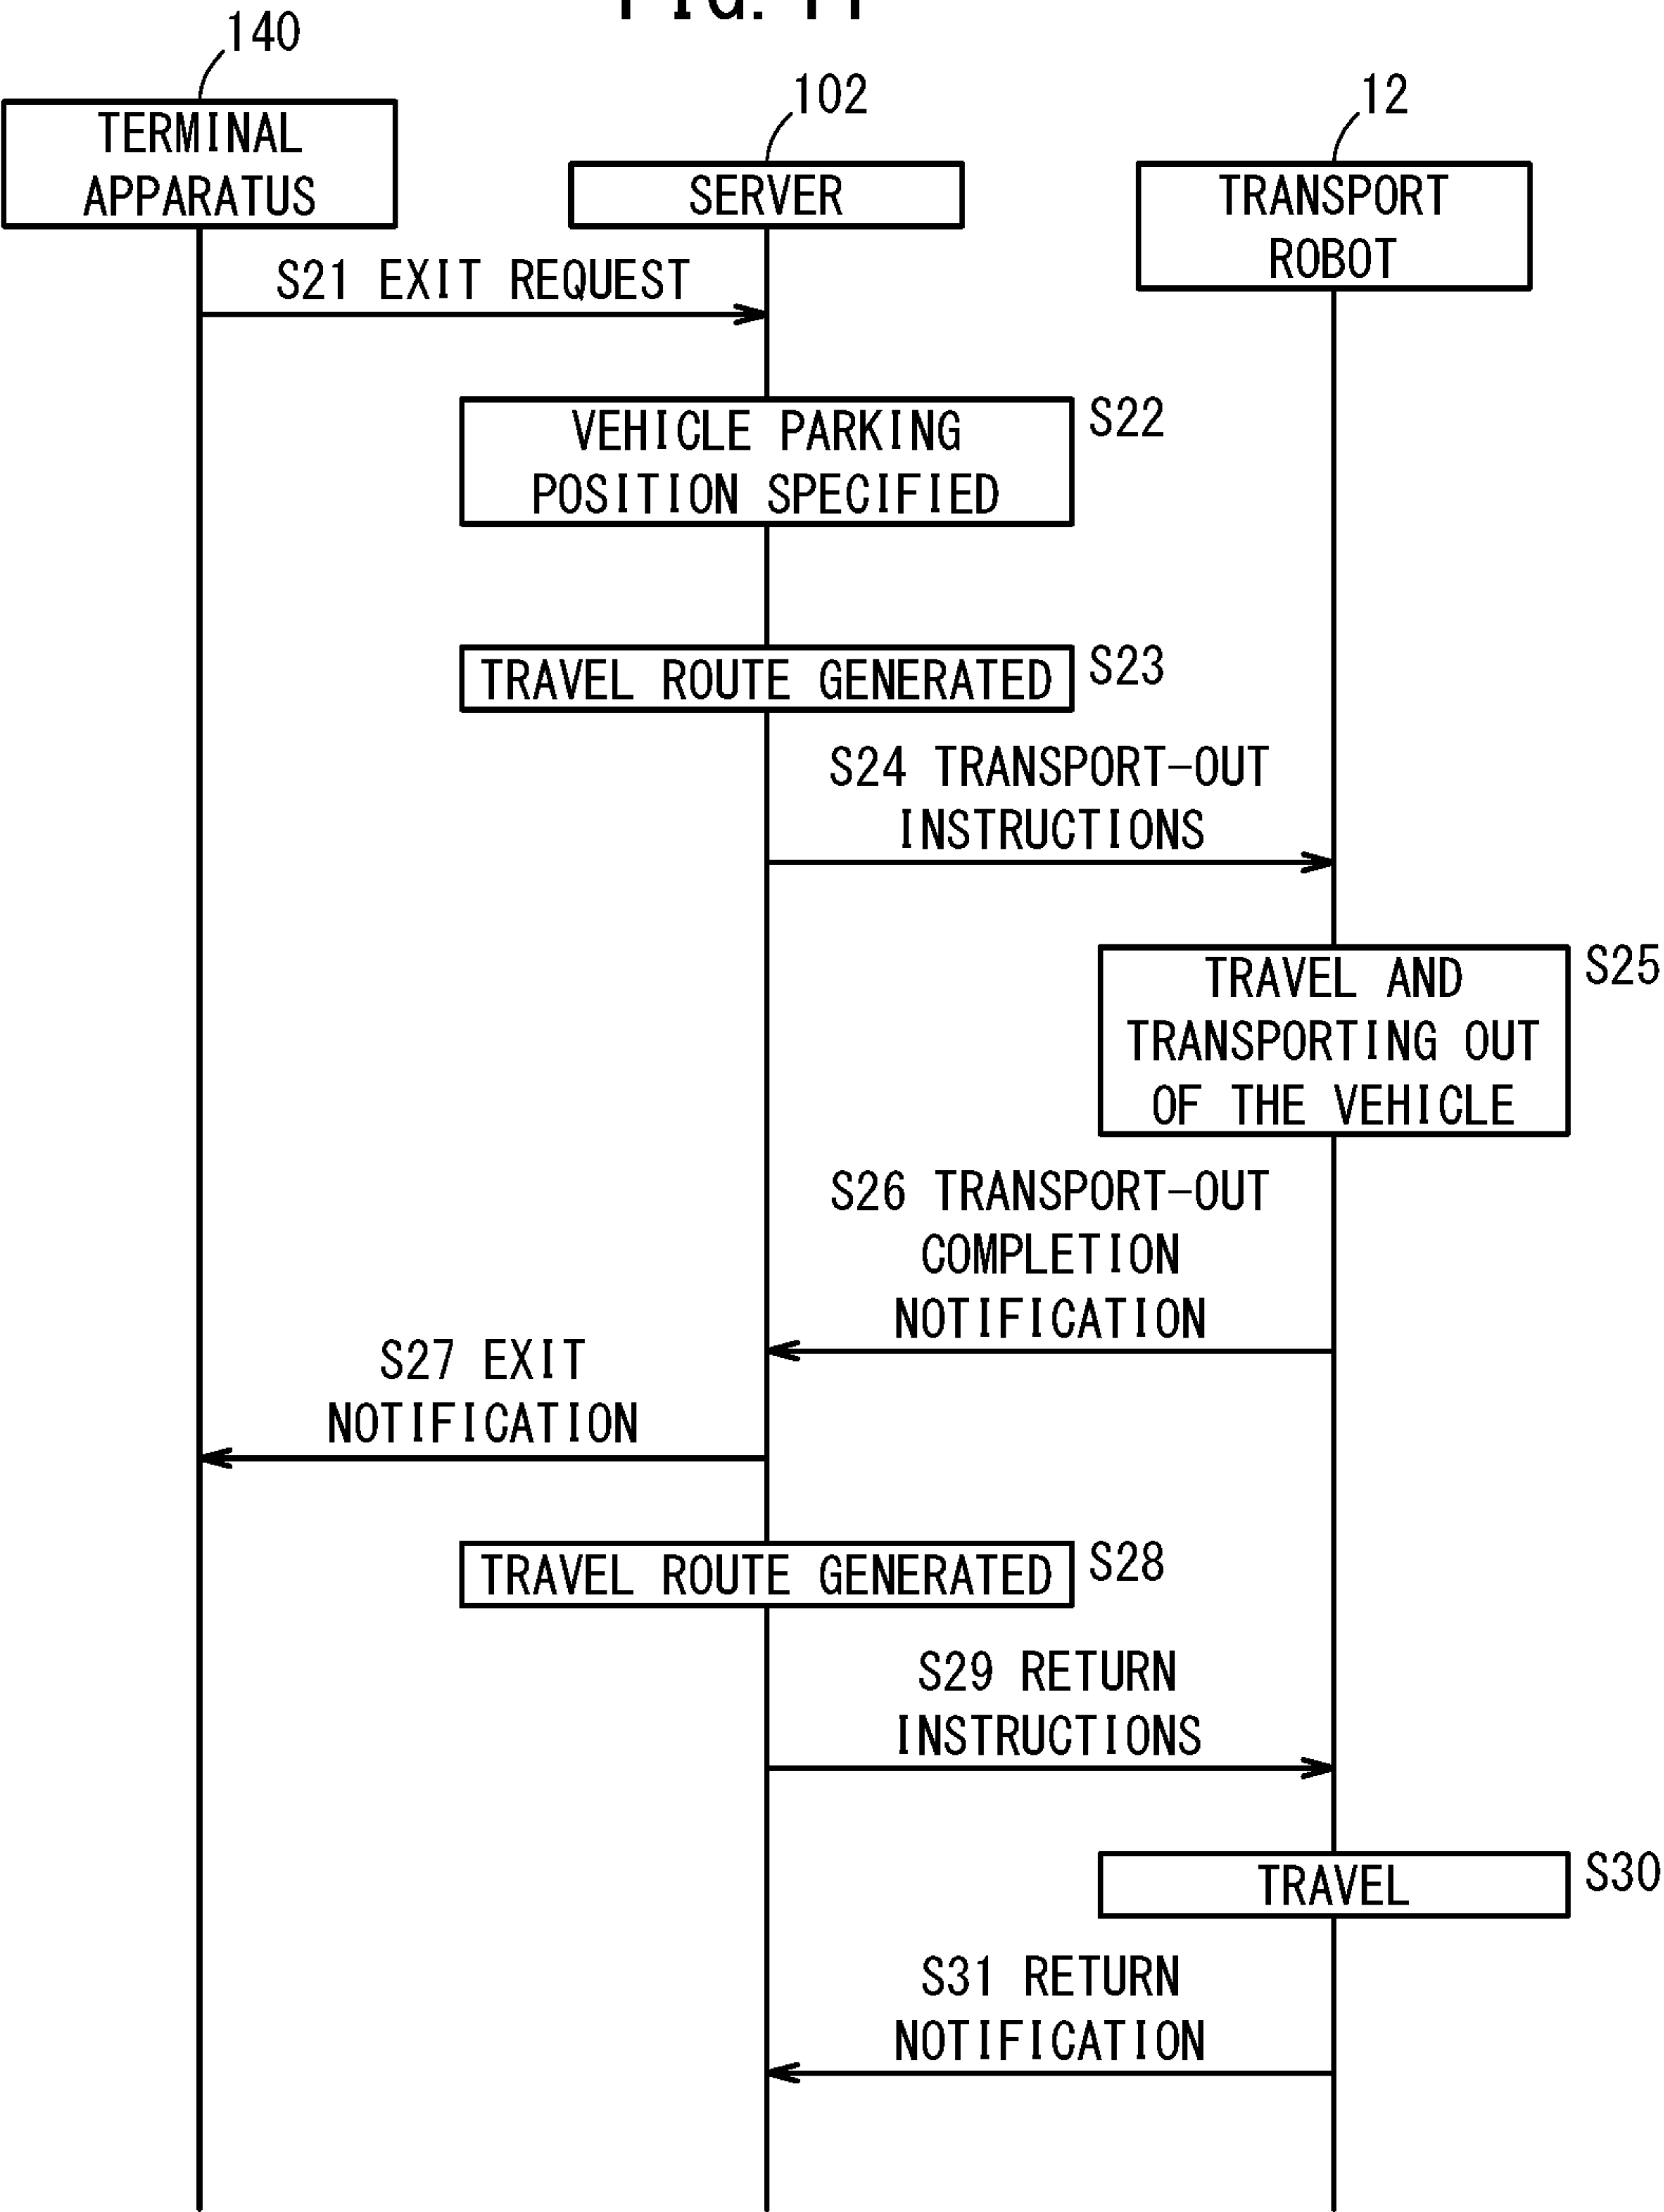 FIG.
140
102
12
TERMINAL
APPARATUS
SERVER
TRANSPORT
ROBOT
S21 EXIT REQUEST
VEHICLE PARKING
POSITION SPECIFIED
S22
TRAVEL ROUTE GENERATED
S23
S24 TRANSPORT-OUT
INSTRUCTIONS
TRAVEL AND
TRANSPORTING OUT
OF THE VEHICLE
S25
S26 TRANSPORT-OUT
COMPLETION
NOTIFICATION
S27 EXIT
NOTIFICATION
TRAVEL ROUTE GENERATED
S28
S29 RETURN
INSTRUCTIONS
TRAVEL
S30
S31 RETURN
NOTIFICATION